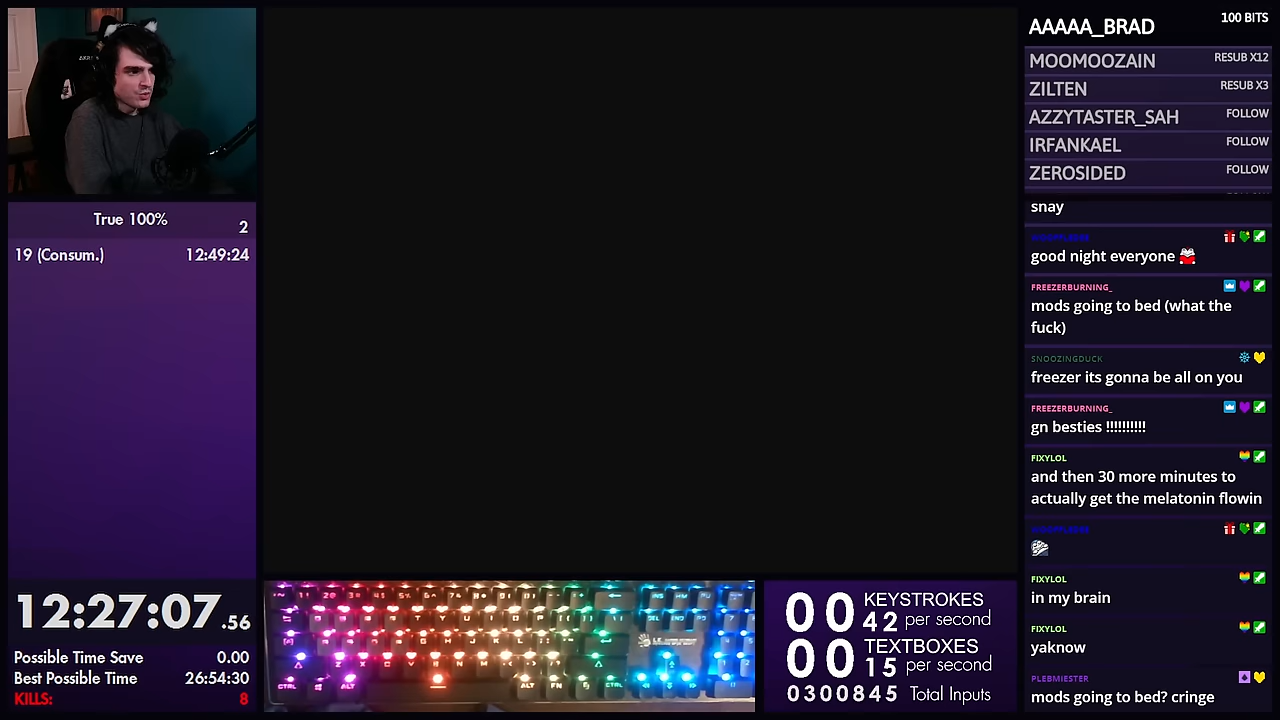 AAAAA_BRAD 100 BITS
MOOMOOZAIN RESUB X12
ZILTEN RESUB X3
AZZYTASTER_SAH FOLLOW
IRFANKAEL FOLLOW
ZEROSIDED FOLLOW
snay
good night everyone
FREEZERBURNING_
mods going to bed (what the
fuck)
SNOOZINGDUCK
freezer its gonna be all on you
FREEZERBURNING_
gn besties !!!!!!!!!!
FIXYLOL
and then 30 more minutes to
actually get the melatonin flowin
FIXYLOL
in my brain
FIXYLOL
yaknow
PLEBMIESTER
mods going to bed? cringe
True 100% 2
19 (Consum.) 12:49:24
12:27:07.56
Possible Time Save 0.00
Best Possible Time 26:54:30
KILLS: 8
00 42 KEYSTROKES per second
00 15 TEXTBOXES per second
0300845 Total Inputs